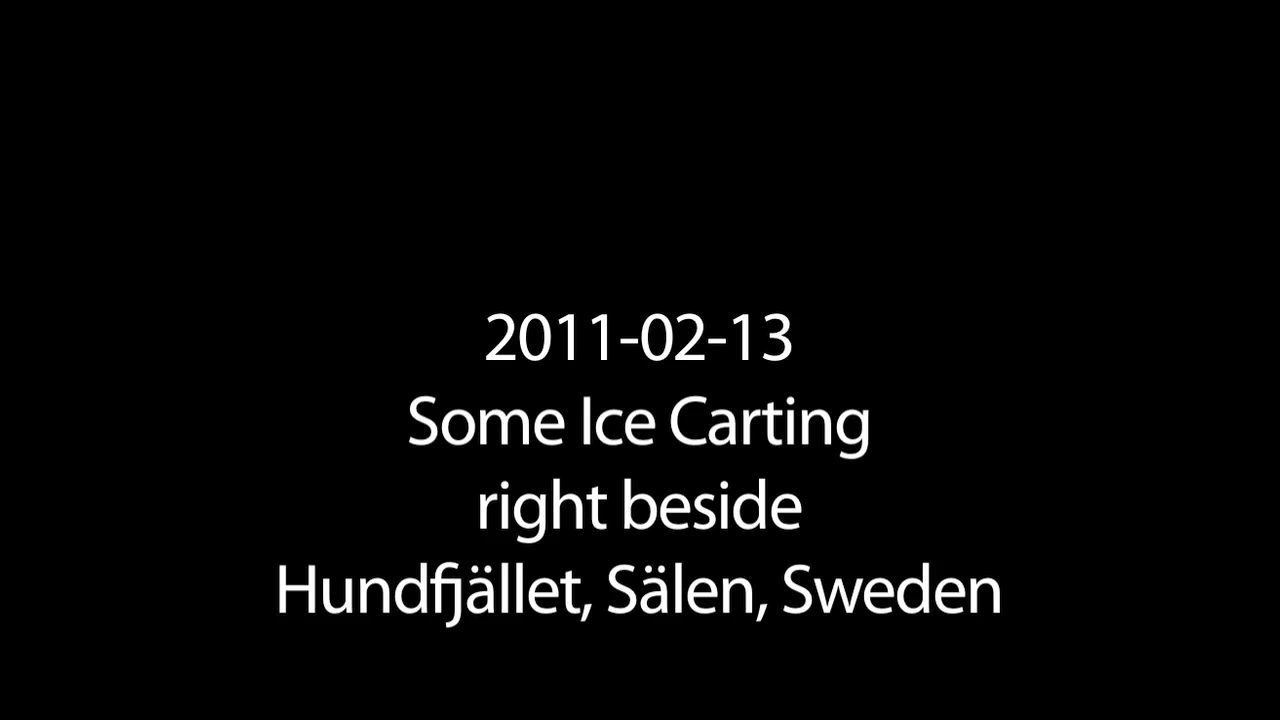 2011-02-13
Some Ice Carting
right beside
Hundfjället, Sälen, Sweden